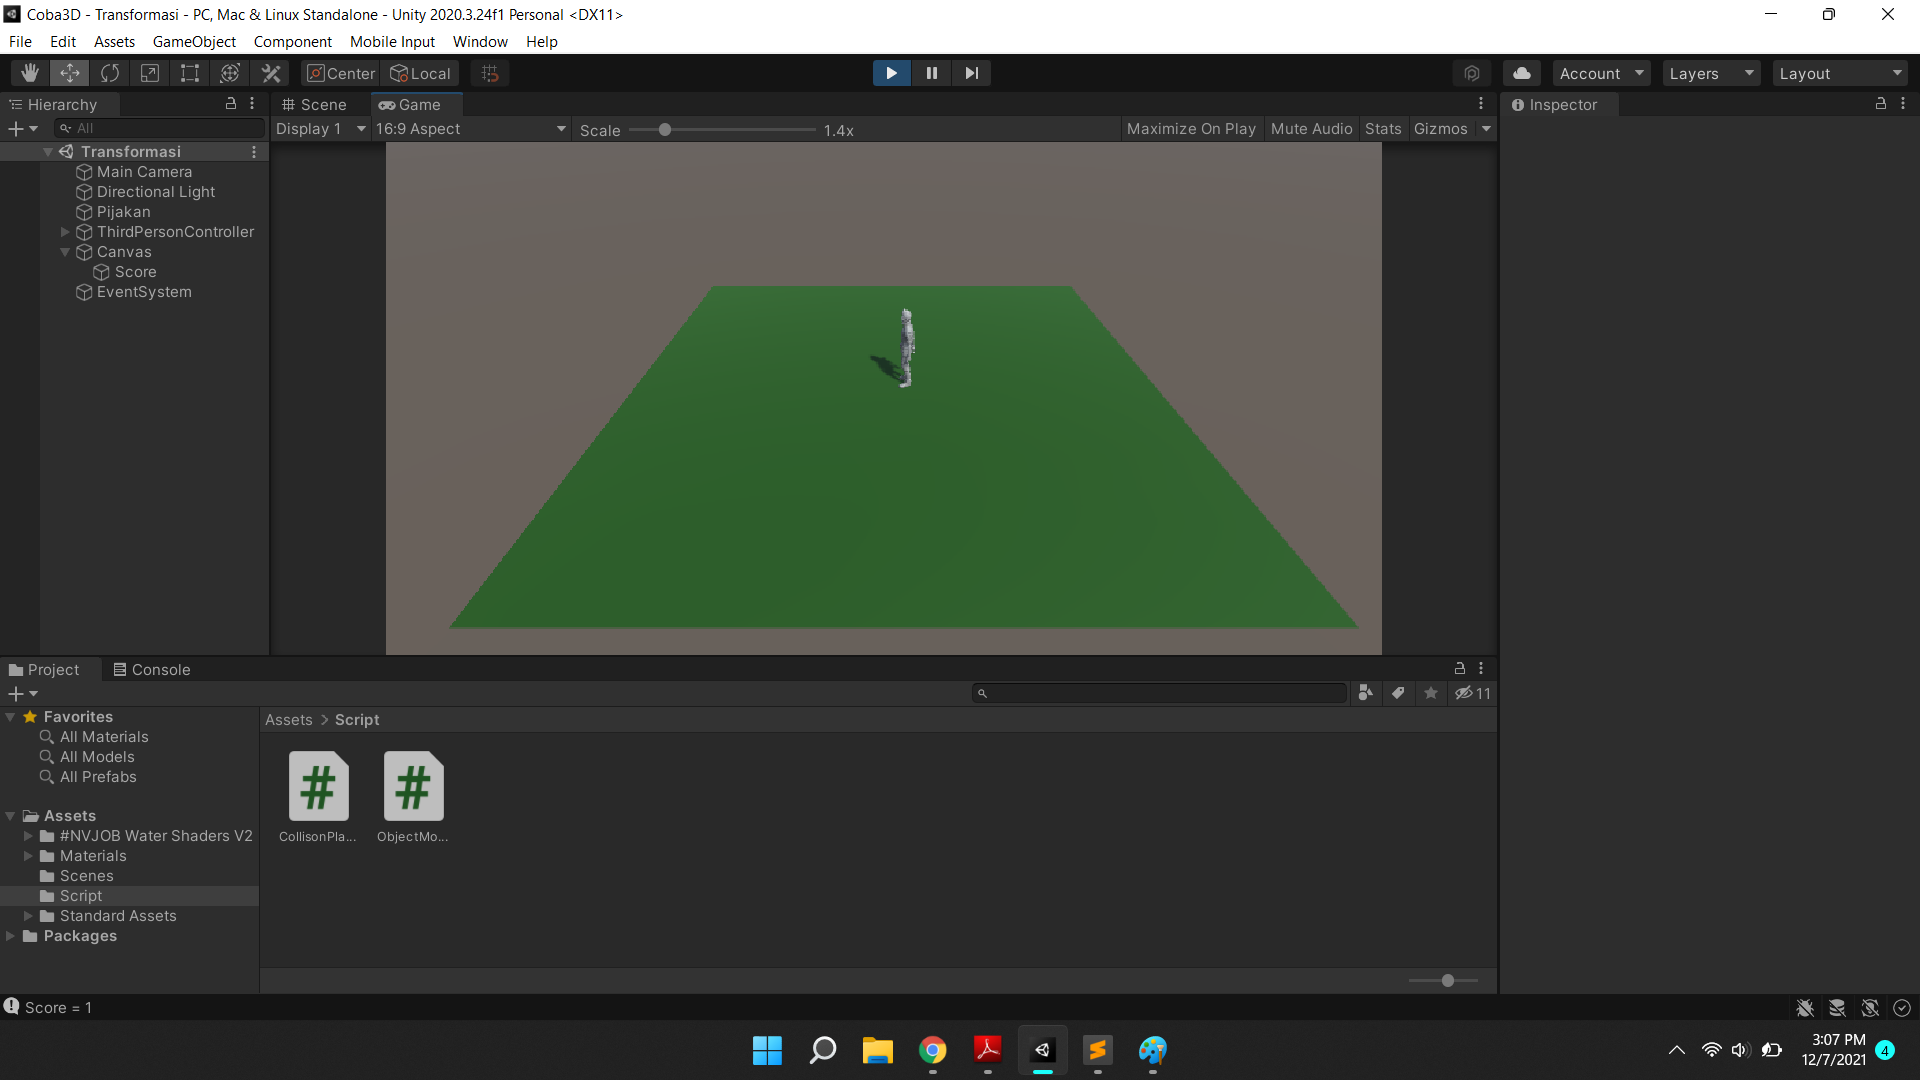 Coba3D - Transformasi - PC, Mac & Linux Standalone - Unity 2020.3.24f1 Personal <DX11>
File Edit Assets GameObject Component Mobile Input Window Help
Center Local Account Layers Layout
Hierarchy
All
Transformasi
Main Camera
Directional Light
Pijakan
ThirdPersonController
Canvas
Score
EventSystem
Scene Game
Display 1 16:9 Aspect Scale 1.4x Maximize On Play Mute Audio Stats Gizmos
Inspector
Project Console
11
Favorites
All Materials
All Models
All Prefabs
Assets
#NVJOB Water Shaders V2
Materials
Scenes
Script
Standard Assets
Packages
Assets > Script
# #
CollisonPla... ObjectMo...
Score = 1
3:07 PM
12/7/2021
4